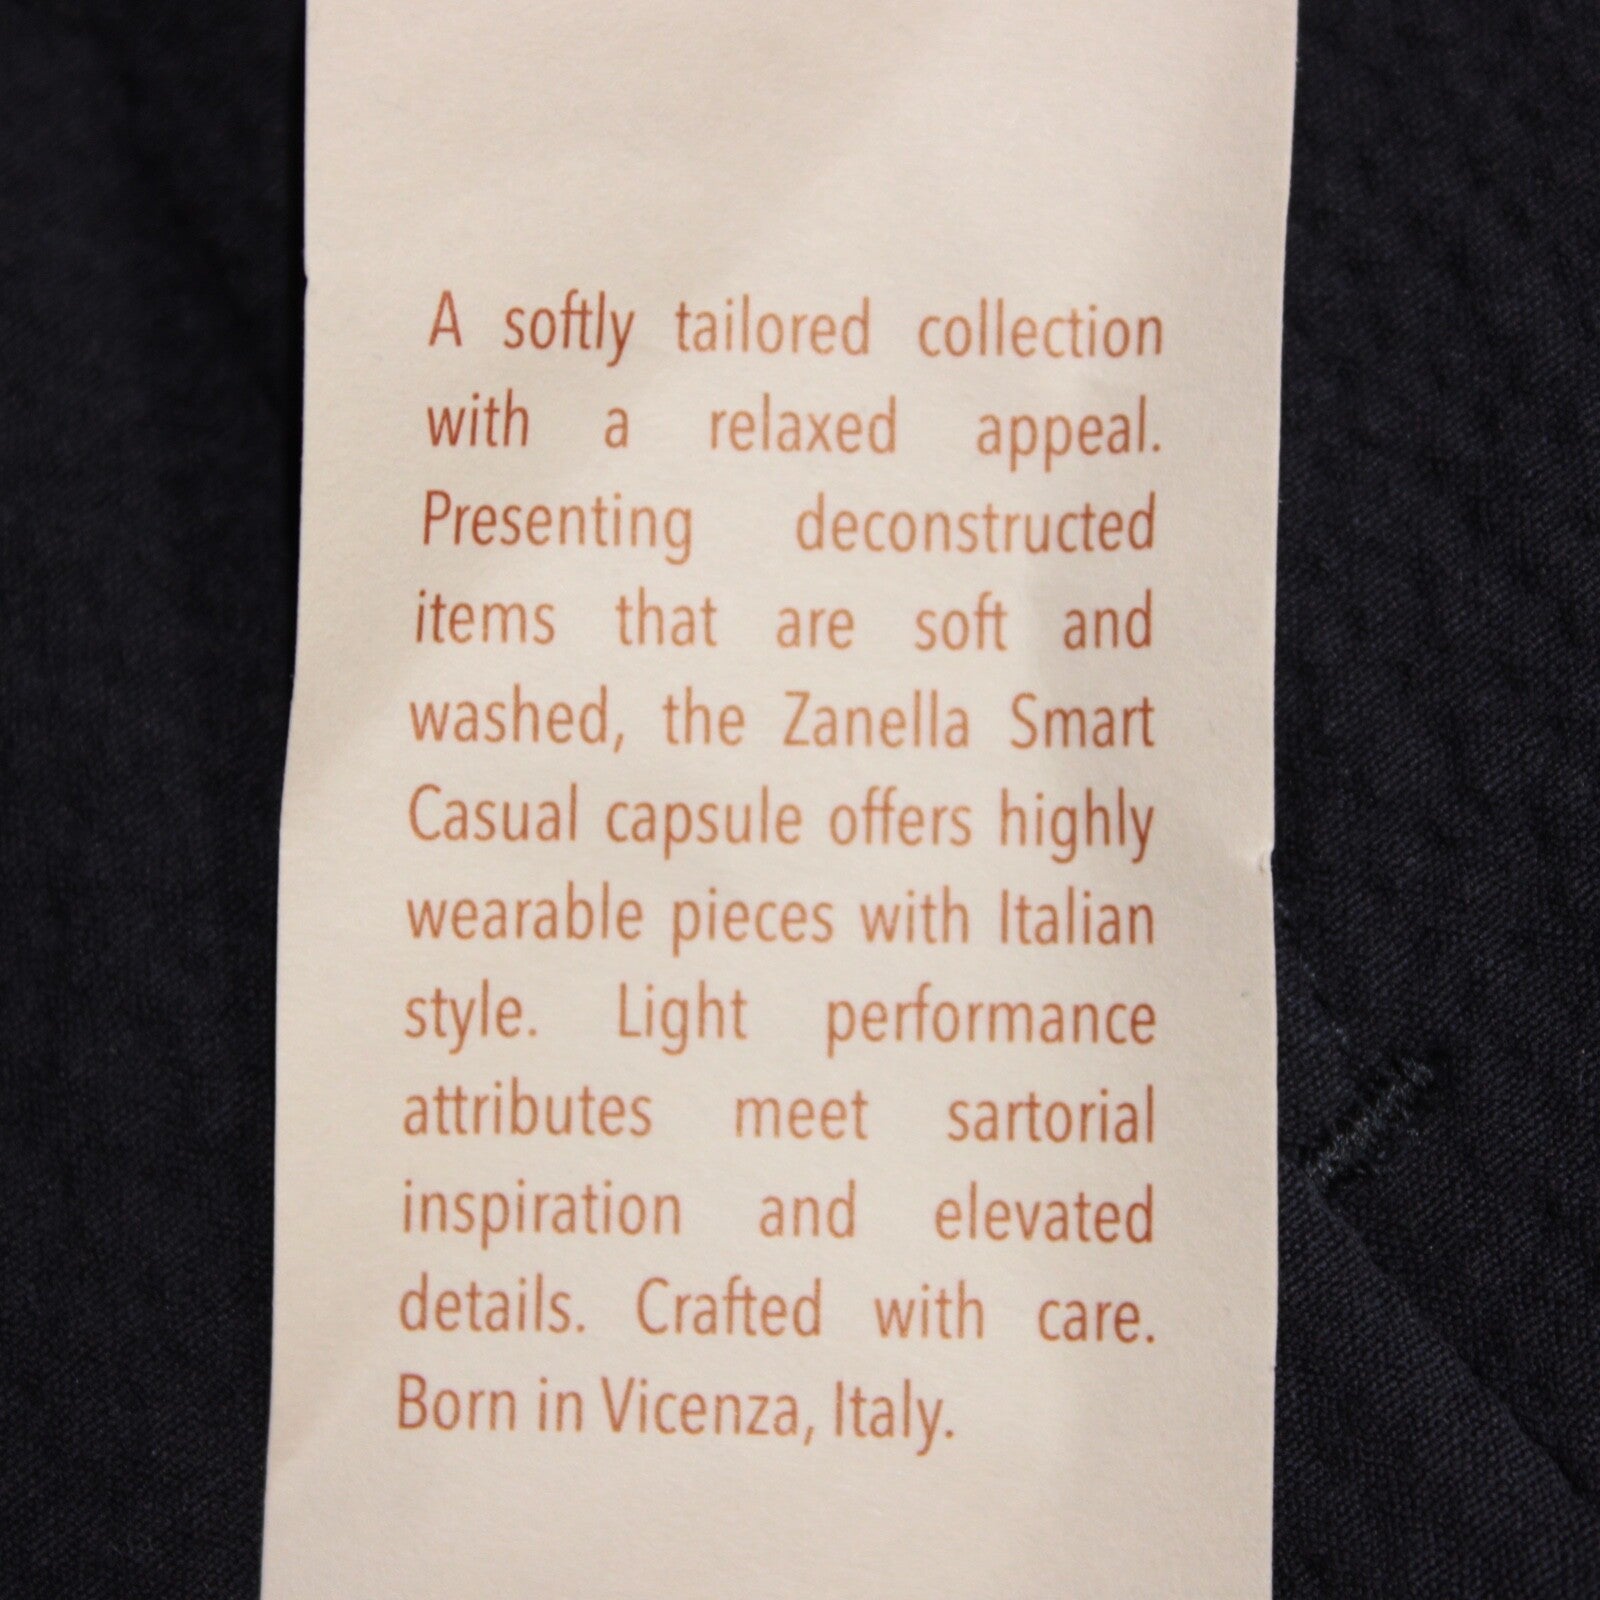 A softly tailored collection
with a relaxed appeal.
Presenting deconstructed
items that are soft and
washed, the Zanella Smart
Casual capsule offers highly
wearable pieces with Italian
style. Light performance
attributes meet sartorial
inspiration and elevated
details. Crafted with care.
Born in Vicenza, Italy.